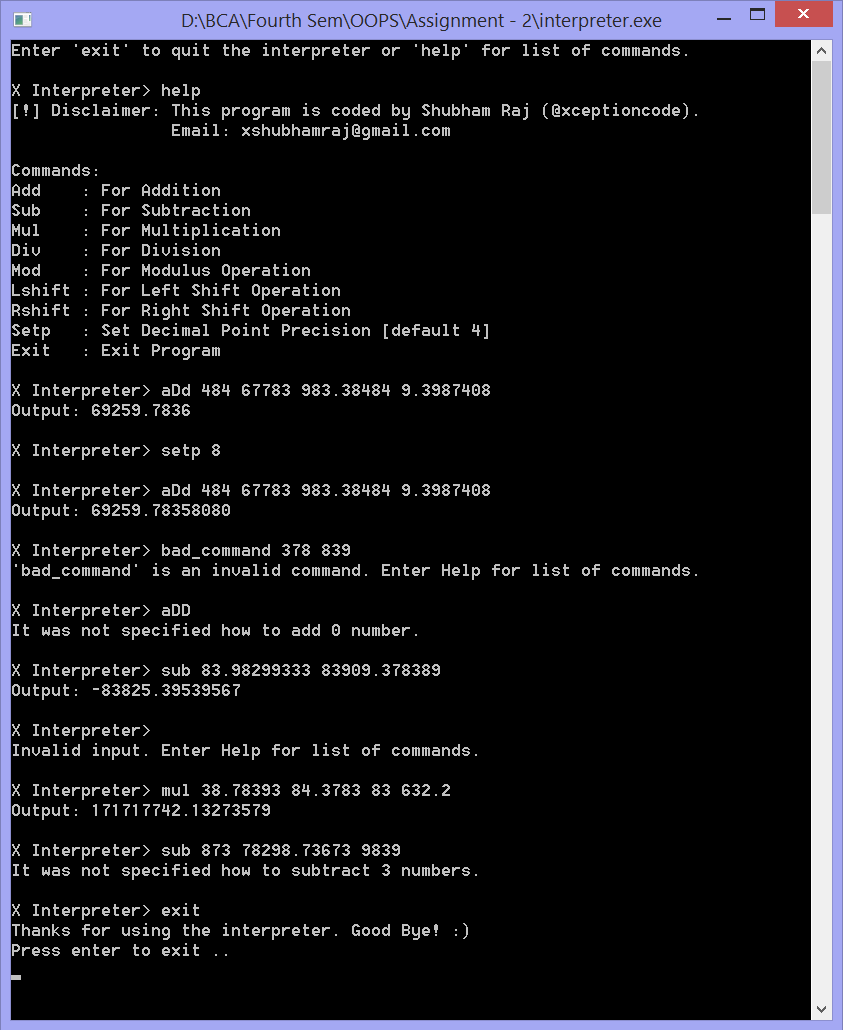 D:\BCA\Fourth Sem\OOPS\Assignment - 2\interpreter.exe
Enter 'exit' to quit the interpreter or 'help' for list of commands.
X Interpreter> help
[!] Disclaimer: This program is coded by Shubham Raj (@xceptioncode).
Email: xshubhamraj@gmail.com
Commands:
Add    : For Addition
Sub    : For Subtraction
Mul    : For Multiplication
Div    : For Division
Mod    : For Modulus Operation
Lshift : For Left Shift Operation
Rshift : For Right Shift Operation
Setp   : Set Decimal Point Precision [default 4]
Exit   : Exit Program
X Interpreter> aDd 484 67783 983.38484 9.3987408
Output: 69259.7836
X Interpreter> setp 8
X Interpreter> aDd 484 67783 983.38484 9.3987408
Output: 69259.78358080
X Interpreter> bad_command 378 839
'bad_command' is an invalid command. Enter Help for list of commands.
X Interpreter> aDD
It was not specified how to add 0 number.
X Interpreter> sub 83.98299333 83909.378389
Output: -83825.39539567
X Interpreter>
Invalid input. Enter Help for list of commands.
X Interpreter> mul 38.78393 84.3783 83 632.2
Output: 171717742.13273579
X Interpreter> sub 873 78298.73673 9839
It was not specified how to subtract 3 numbers.
X Interpreter> exit
Thanks for using the interpreter. Good Bye! :)
Press enter to exit ..